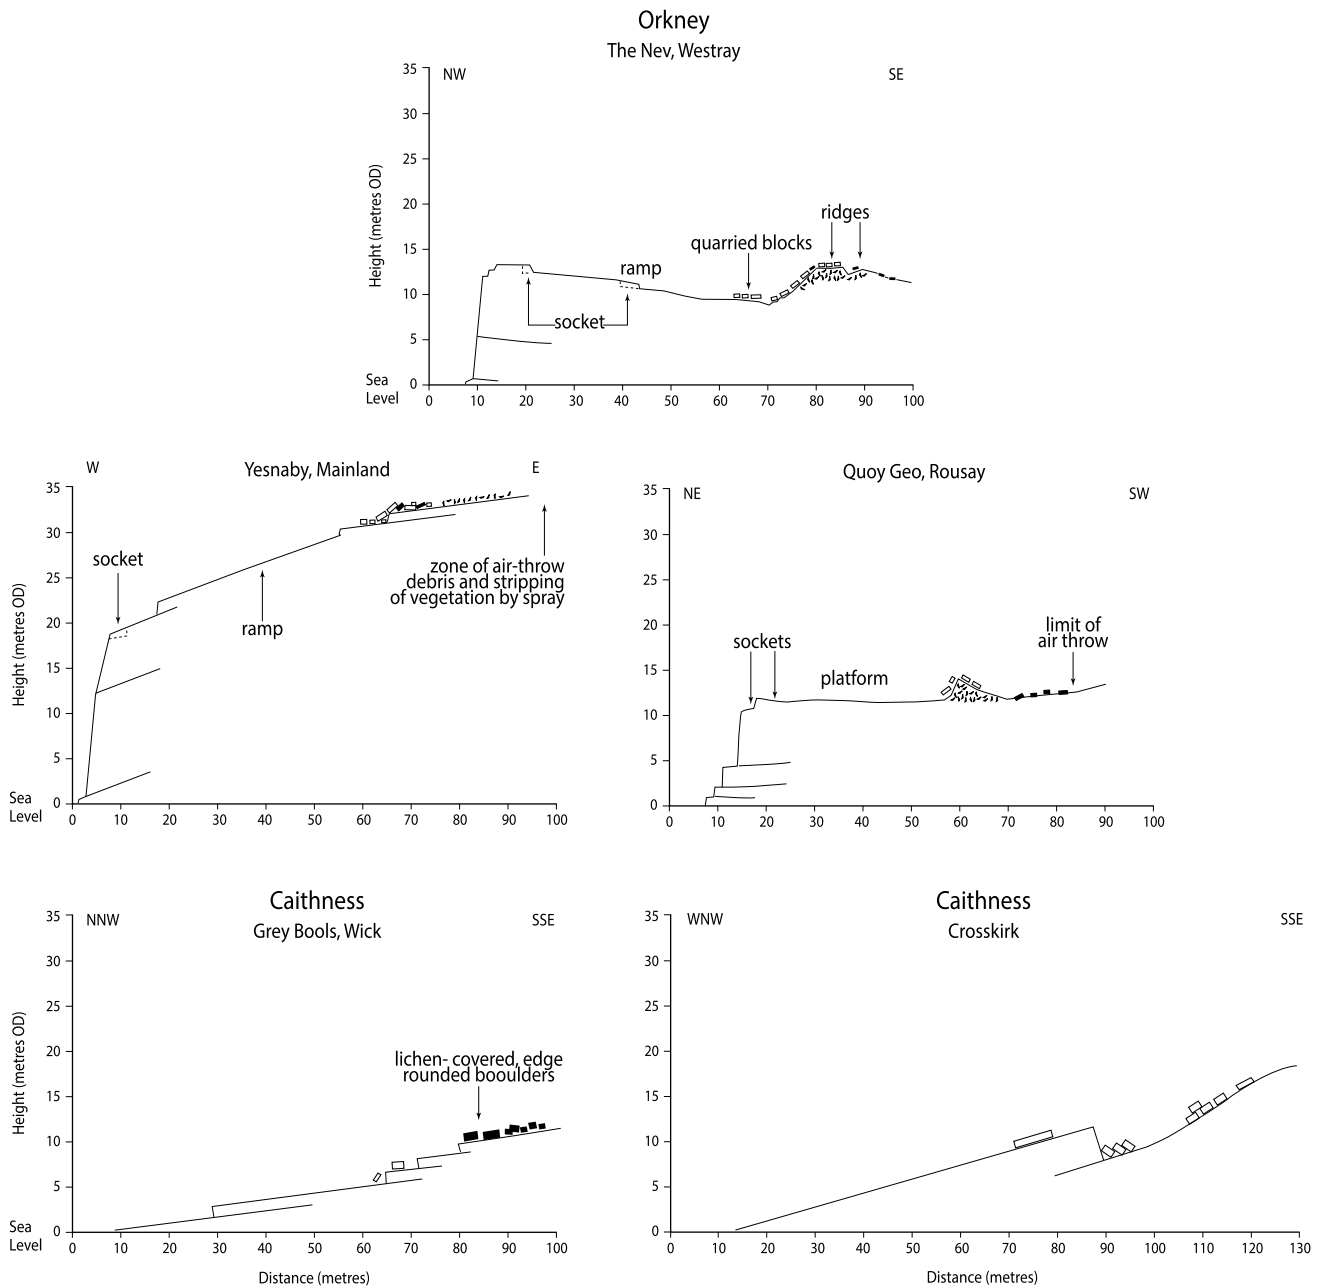 Orkney
The Nev, Westray
NW
SE
35
30
25
20
15
10
5
0
Height (metres OD)
ridges
quarried blocks
ramp
socket
Sea
Level
0 10 20 30 40 50 60 70 80 90 100
W
Yesnaby, Mainland
E
35
30
25
20
15
10
5
0
Height (metres OD)
socket
ramp
zone of air-throw
debris and stripping
of vegetation by spray
Sea
Level
0 10 20 30 40 50 60 70 80 90 100
Quoy Geo, Rousay
NE
SW
35
30
25
20
15
10
5
0
sockets
platform
limit of
air throw
0 10 20 30 40 50 60 70 80 90 100
Caithness
Grey Bools, Wick
NNW
SSE
35
30
25
20
15
10
5
0
Height (metres OD)
lichen- covered, edge
rounded booulders
Sea
Level
0 10 20 30 40 50 60 70 80 90 100
Distance (metres)
Caithness
Crosskirk
WNW
SSE
35
30
25
20
15
10
5
0
0 10 20 30 40 50 60 70 80 90 100 110 120 130
Distance (metres)